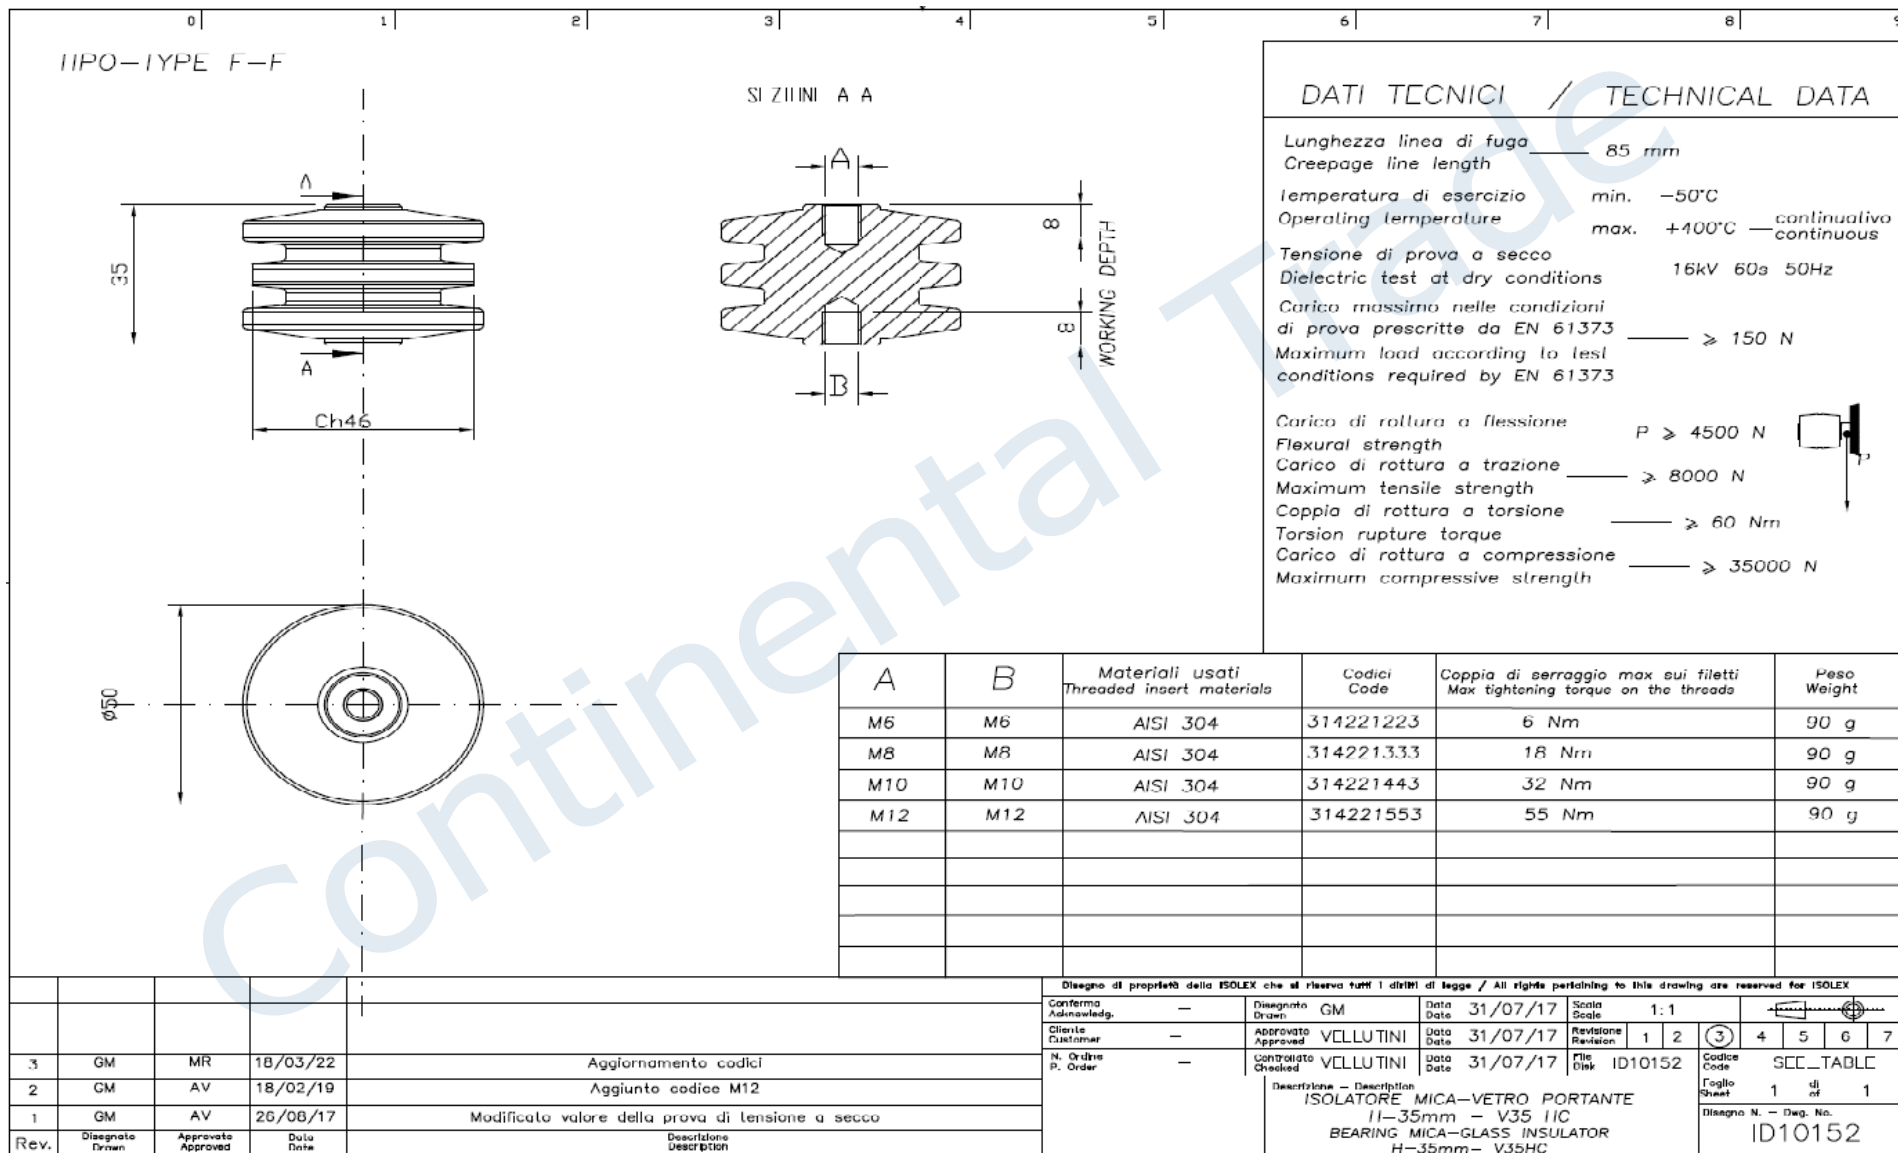 0 1 2 3 4 5 6 7 8 9
TIPO-TYPE F-F
A
35
A
Ch46
SEZIONE A A
A
8
8
WORKING DEPTH
B
ø50
DATI TECNICI / TECHNICAL DATA
Lunghezza linea di fuga
Creepage line length
85 mm
Temperatura di esercizio
Operating temperature
min. -50°C
max. +400°C
continuativo
continuous
Tensione di prova a secco
Dielectric test at dry conditions
16kV 60s 50Hz
Carico massimo nelle condizioni
di prova prescritte da EN 61373
Maximum load according to test
conditions required by EN 61373
≥ 150 N
Carico di rottura a flessione
Flexural strength
P ≥ 4500 N
P
Carico di rottura a trazione
Maximum tensile strength
≥ 8000 N
Coppia di rottura a torsione
Torsion rupture torque
≥ 60 Nm
Carico di rottura a compressione
Maximum compressive strength
≥ 35000 N
A B Materiali usati Threaded insert materials Codici Code Coppia di serraggio max sui filetti Max tightening torque on the threads Peso Weight
M6 M6 AISI 304 314221223 6 Nm 90 g
M8 M8 AISI 304 314221333 18 Nm 90 g
M10 M10 AISI 304 314221443 32 Nm 90 g
M12 M12 AISI 304 314221553 55 Nm 90 g
Continental Trade
3 GM MR 18/03/22 Aggiornamento codici
2 GM AV 18/02/19 Aggiunto codice M12
1 GM AV 26/08/17 Modificato valore della prova di tensione a secco
Rev. Disegnato Drawn Approvato Approved Data Date Descrizione Description
Disegno di proprietà della ISOLEX che si riserva tutti i diritti di legge / All rights pertaining to this drawing are reserved for ISOLEX
Conferma Acknowledg. - Disegnato Drawn GM Data Date 31/07/17 Scala Scale 1:1
Cliente Customer - Approvato Approved VELLUTINI Data Date 31/07/17 Revisione Revision 1 2 3 4 5 6 7
N. Ordine P. Order - Controllato Checked VELLUTINI Data Date 31/07/17 File Disk ID10152 Codice Code SEE_TABLE
Descrizione - Description
ISOLATORE MICA-VETRO PORTANTE
H-35mm - V35 HC
BEARING MICA-GLASS INSULATOR
H-35mm- V35HC
Foglio Sheet 1 di of 1
Disegno N. - Dwg. No.
ID10152